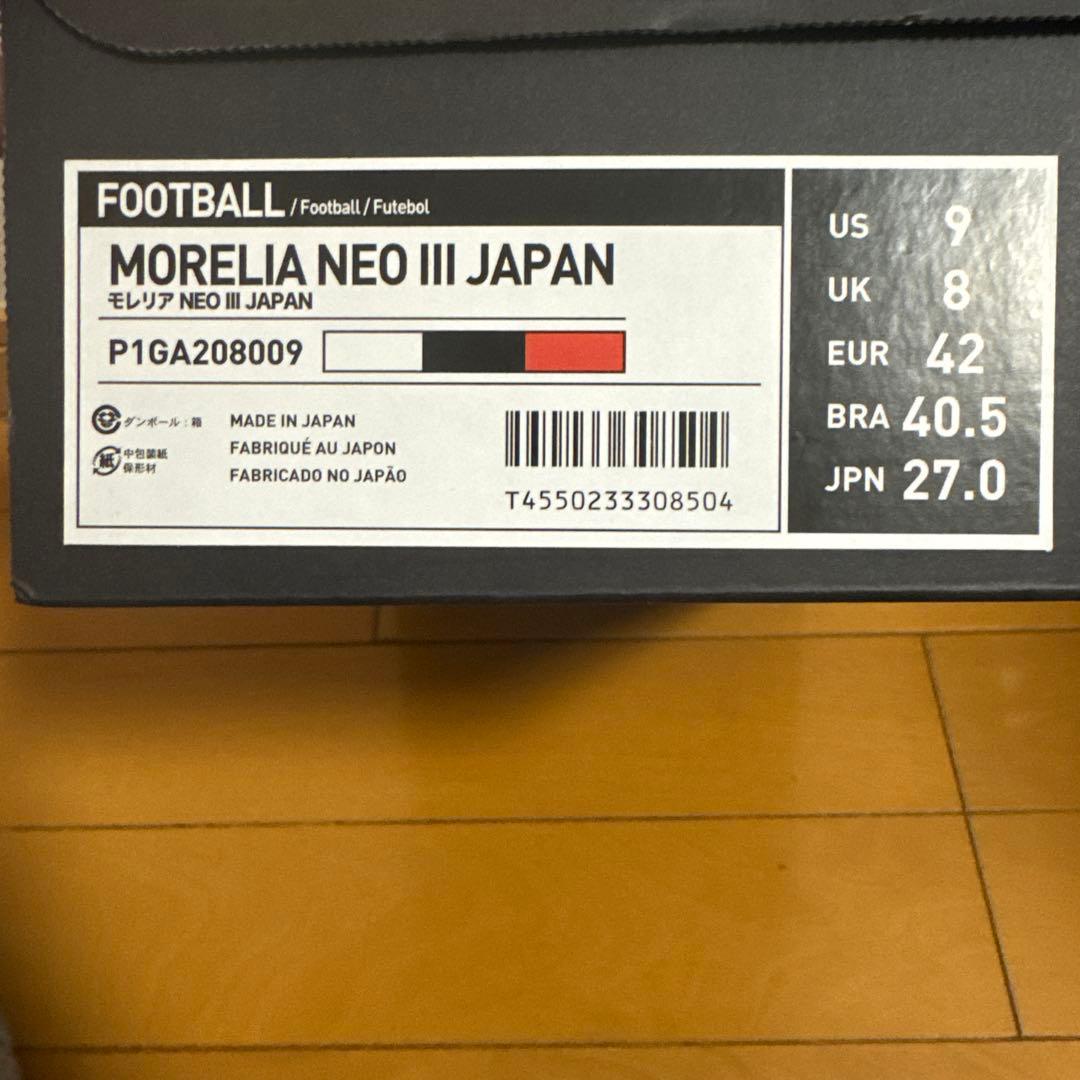 FOOTBALL / Football / Futebol
MORELIA NEO III JAPAN
モレリア NEO III JAPAN
P1GA208009
ダンボール : 箱
紙
中包装紙
保形材
MADE IN JAPAN
FABRIQUÉ AU JAPON
FABRICADO NO JAPÃO
T4550233308504
US 9
UK 8
EUR 42
BRA 40.5
JPN 27.0